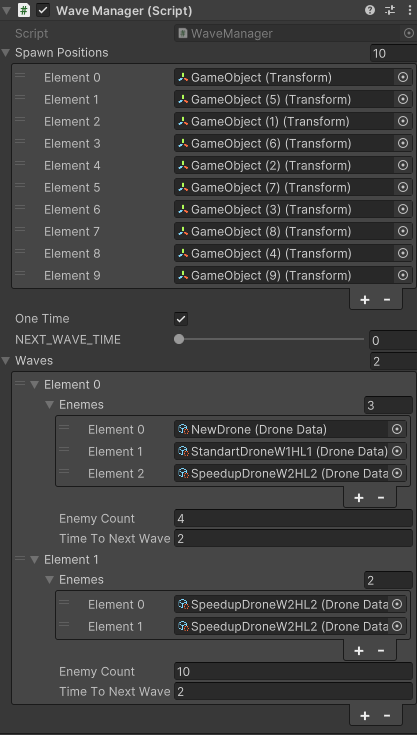 Wave Manager (Script)
Script WaveManager
Spawn Positions 10
Element 0 GameObject (Transform)
Element 1 GameObject (5) (Transform)
Element 2 GameObject (1) (Transform)
Element 3 GameObject (6) (Transform)
Element 4 GameObject (2) (Transform)
Element 5 GameObject (7) (Transform)
Element 6 GameObject (3) (Transform)
Element 7 GameObject (8) (Transform)
Element 8 GameObject (4) (Transform)
Element 9 GameObject (9) (Transform)
+ -
One Time
NEXT_WAVE_TIME 0
Waves 2
Element 0
Enemes 3
Element 0 NewDrone (Drone Data)
Element 1 StandartDroneW1HL1 (Drone Data)
Element 2 SpeedupDroneW2HL2 (Drone Data
+ -
Enemy Count 4
Time To Next Wave 2
Element 1
Enemes 2
Element 0 SpeedupDroneW2HL2 (Drone Data
Element 1 SpeedupDroneW2HL2 (Drone Data
+ -
Enemy Count 10
Time To Next Wave 2
+ -